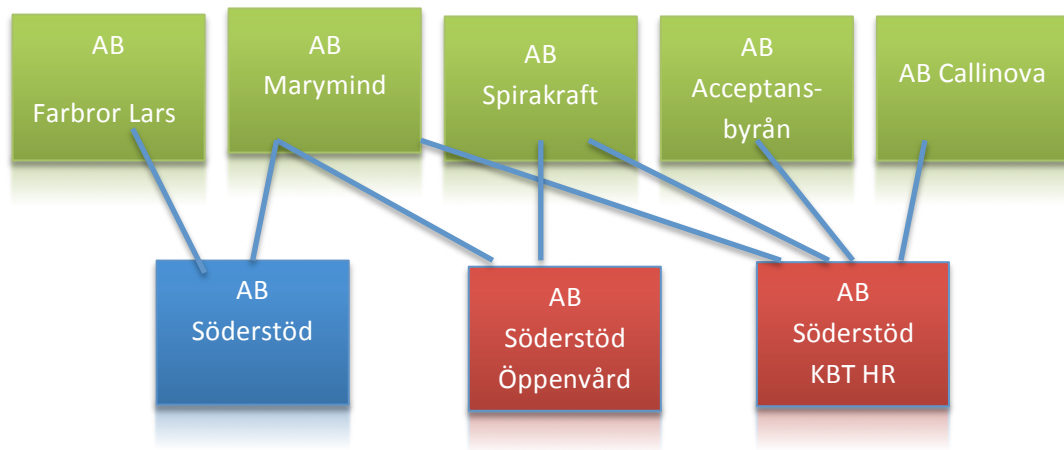 AB
Farbror Lars
AB
Marymind
AB
Spirakraft
AB
Acceptans-
byrån
AB Callinova
AB
Söderstöd
AB
Söderstöd
Öppenvård
AB
Söderstöd
KBT HR